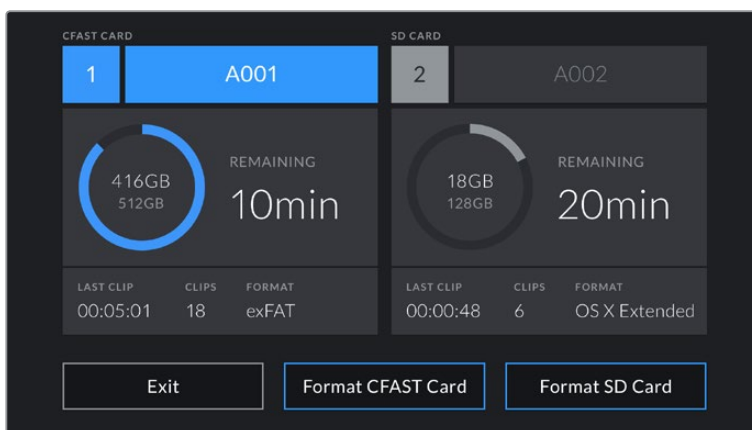 CFAST CARD
1 A001
416GB
512GB
REMAINING
10min
LAST CLIP CLIPS FORMAT
00:05:01 18 exFAT
SD CARD
2 A002
18GB
128GB
REMAINING
20min
LAST CLIP CLIPS FORMAT
00:00:48 6 OS X Extended
Exit Format CFAST Card Format SD Card